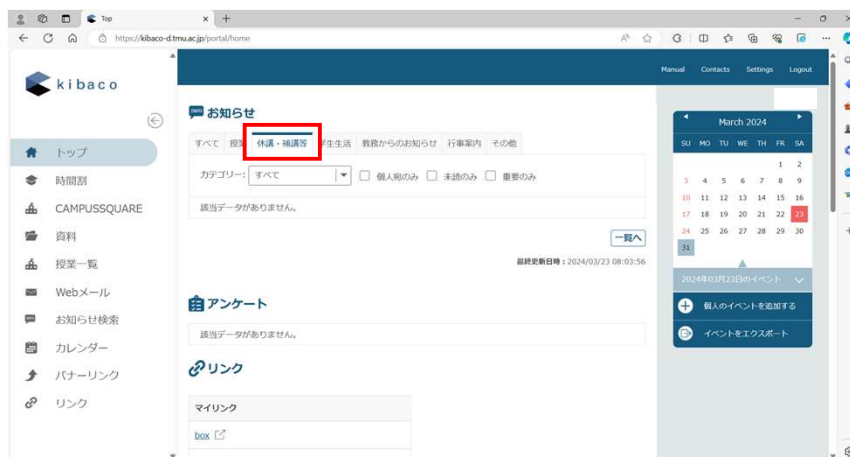 Top
https://kibaco-d.tmu.ac.jp/portal/home
Manual Contacts Settings Logout
kibaco
トップ
時間割
CAMPUSSQUARE
資料
授業一覧
Webメール
お知らせ検索
カレンダー
バナーリンク
リンク
お知らせ
すべて 授業 休講・補講等 学生生活 教務からのお知らせ 行事案内 その他
カテゴリー: すべて 個人宛のみ 未読のみ 重要のみ
該当データがありません。
一覧へ
最終更新日時:2024/03/23 08:03:56
アンケート
該当データがありません。
リンク
マイリンク
box
March 2024
SU MO TU WE TH FR SA
1 2
3 4 5 6 7 8 9
10 11 12 13 14 15 16
17 18 19 20 21 22 23
24 25 26 27 28 29 30
31
2024年03月23日のイベント
個人のイベントを追加する
イベントをエクスポート